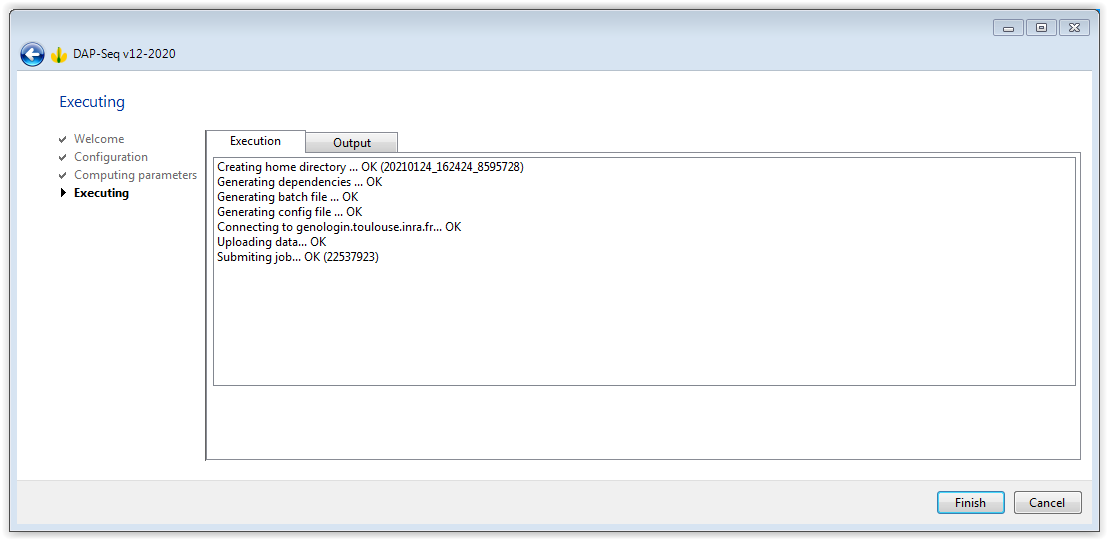 DAP-Seq v12-2020
Executing
Welcome
Configuration
Computing parameters
Executing
Execution
Output
Creating home directory ... OK (20210124_162424_8595728)
Generating dependencies ... OK
Generating batch file ... OK
Generating config file ... OK
Connecting to genologin.toulouse.inra.fr... OK
Uploading data... OK
Submiting job... OK (22537923)
Finish
Cancel